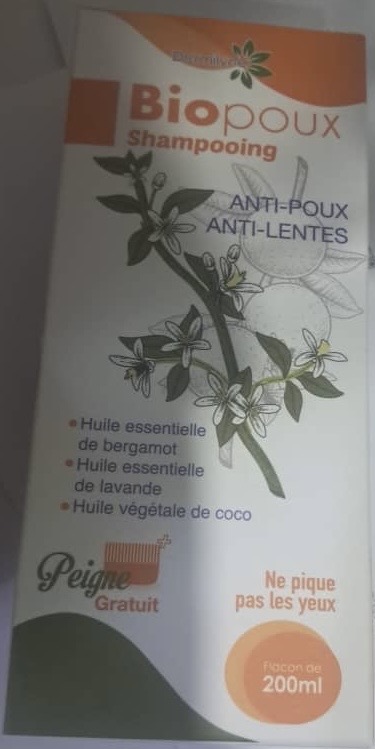 Biopoux
Shampooing
ANTI-POUX
ANTI-LENTES
• Huile essentielle
de bergamot
• Huile essentielle
de lavande
• Huile végétale de coco
Peigne
Gratuit
Ne pique
pas les yeux
Flacon de
200ml